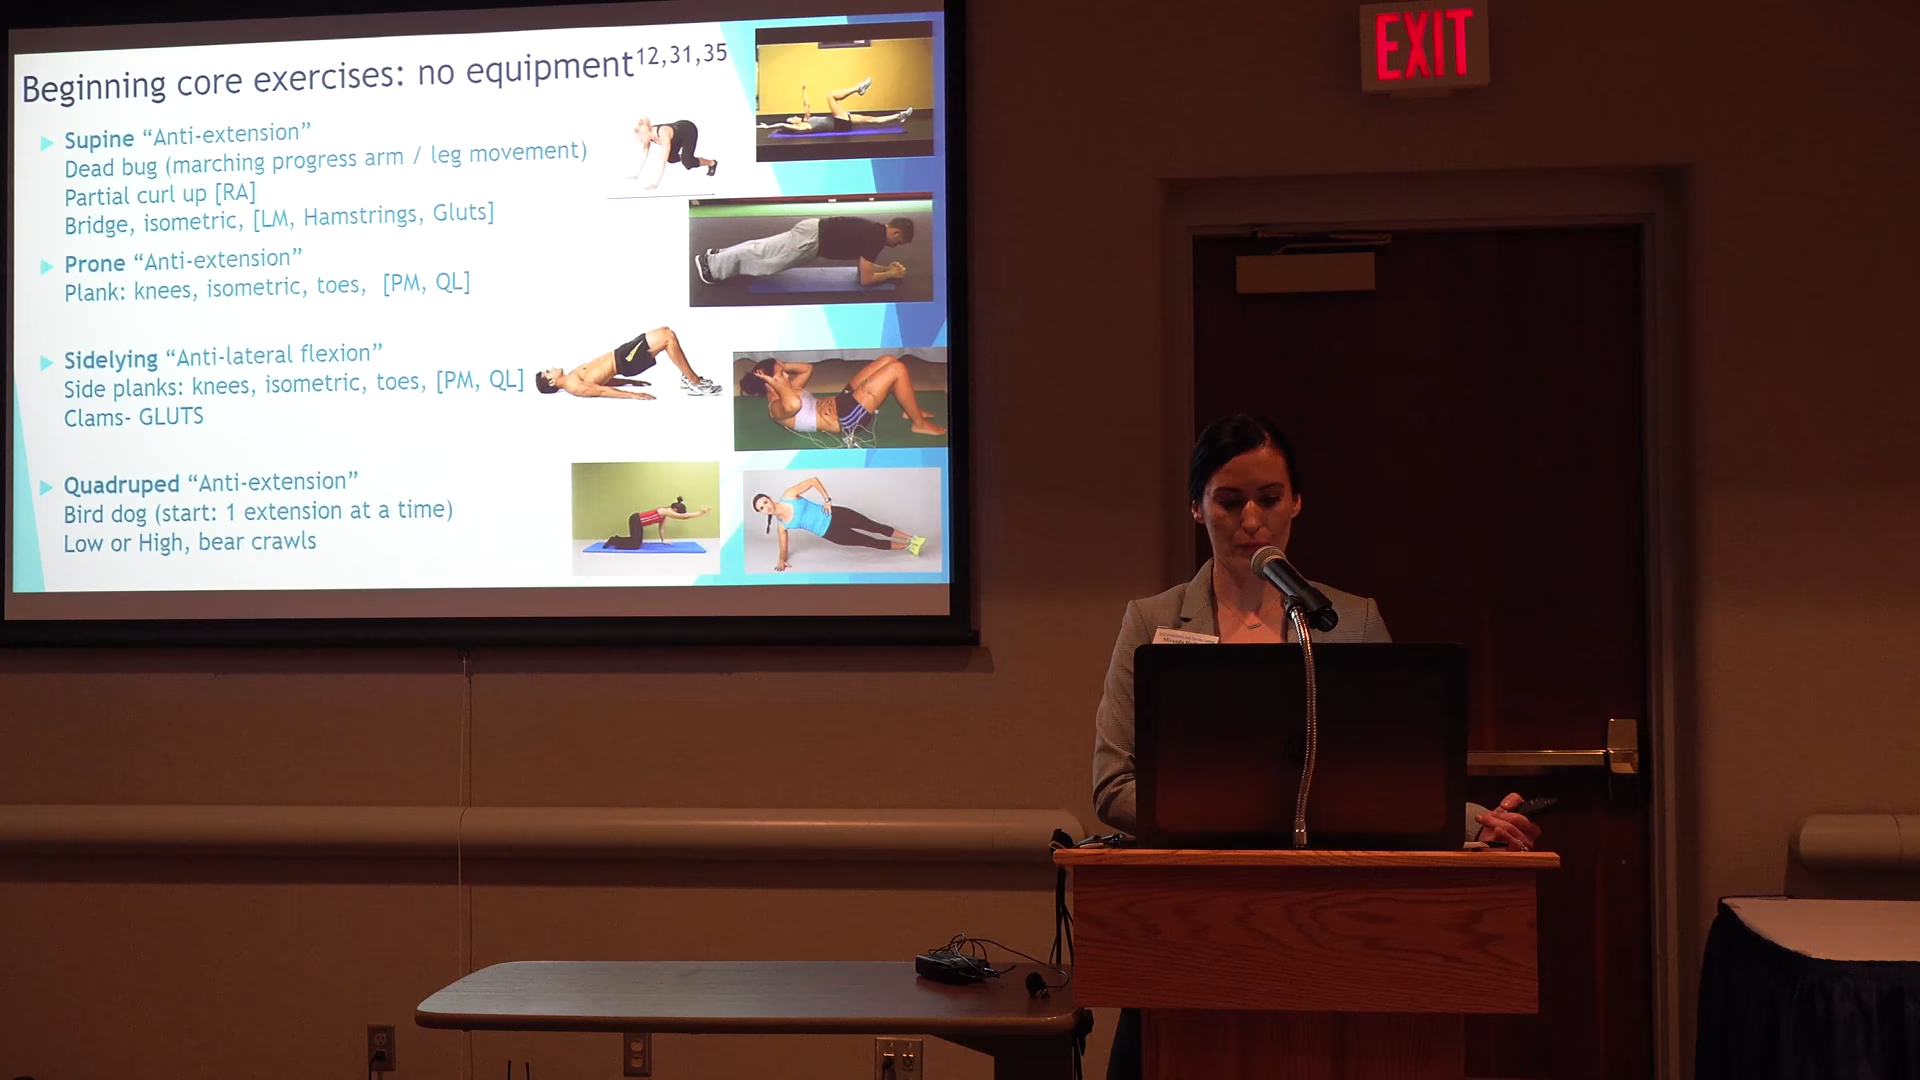 Beginning core exercises: no equipment12,31,35
Supine “Anti-extension”
Dead bug (marching progress arm / leg movement)
Partial curl up [RA]
Bridge, isometric, [LM, Hamstrings, Gluts]
Prone “Anti-extension”
Plank: knees, isometric, toes, [PM, QL]
Sidelying “Anti-lateral flexion”
Side planks: knees, isometric, toes, [PM, QL]
Clams- GLUTS
Quadruped “Anti-extension”
Bird dog (start: 1 extension at a time)
Low or High, bear crawls
EXIT
Miranda